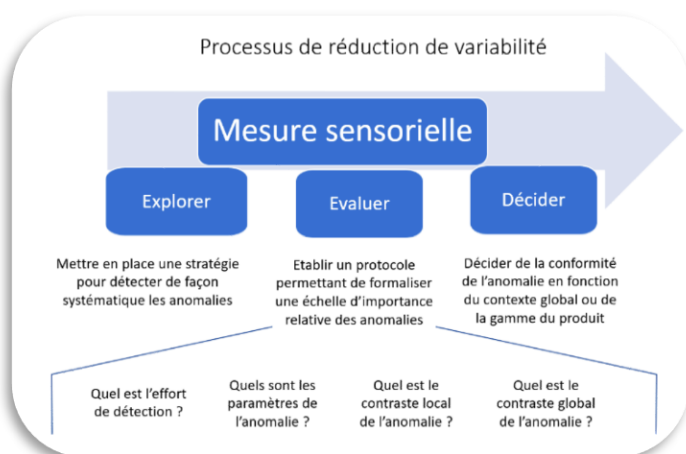 Processus de réduction de variabilité
Mesure sensorielle
Explorer
Evaluer
Décider
Mettre en place une stratégie
pour détecter de façon
systématique les anomalies
Etablir un protocole
permettant de formaliser
une échelle d'importance
relative des anomalies
Décider de la conformité
de l'anomalie en fonction
du contexte global ou de
la gamme du produit
Quel est l'effort
de détection ?
Quels sont les
paramètres de
l'anomalie ?
Quel est le
contraste local
de l'anomalie ?
Quel est le
contraste global
de l'anomalie ?